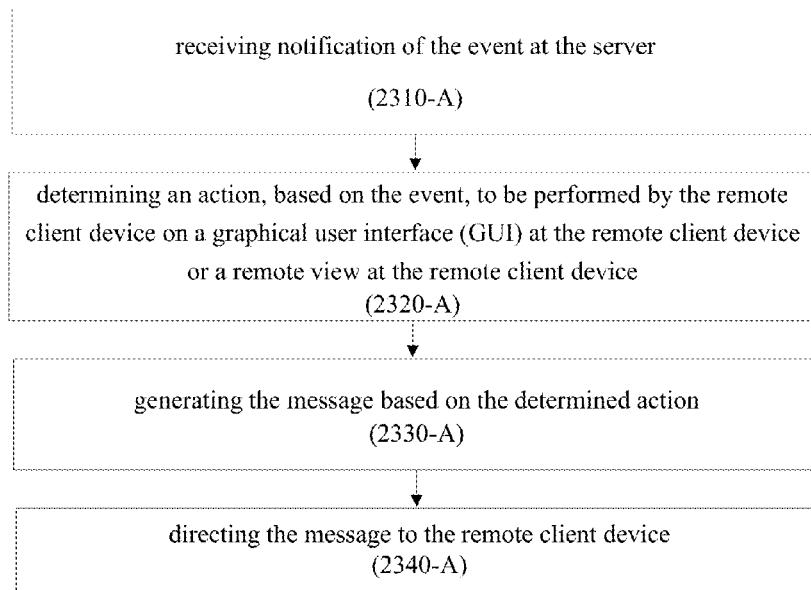 receiving notification of the event at the server
(2310-A)
determining an action, based on the event, to be performed by the remote
client device on a graphical user interface (GUI) at the remote client device
or a remote view at the remote client device
(2320-A)
generating the message based on the determined action
(2330-A)
directing the message to the remote client device
(2340-A)